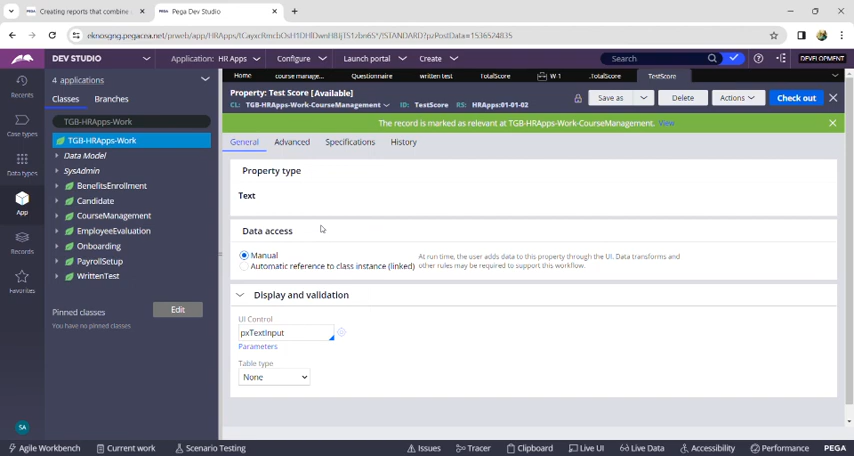 Creating reports that combine
Pega Dev Studio
DEV STUDIO
Application: HR Apps
Configure
Launch portal
Create
Search
DEVELOPMENT
Recents
Case types
Data types
App
Records
Favorites
SA
4 applications
Classes
Branches
TGB-HRApps-Work
TGB-HRApps-Work
Data Model
SysAdmin
BenefitsEnrollment
Candidate
CourseManagement
EmployeeEvaluation
Onboarding
PayrollSetup
WrittenTest
Pinned classes
Edit
You have no pinned classes
Home
course manage...
Questionnaire
written test
TotalScore
W-1
.TotalScore
TestScore
Property: Test Score [Available]
CL: TGB-HRApps-Work-CourseManagement
ID: TestScore
RS: HRApps:01-01-02
Save as
Delete
Actions
Check out
The record is marked as relevant at TGB-HRApps-Work-CourseManagement. View
General
Advanced
Specifications
History
Property type
Text
Data access
Manual
Automatic reference to class instance (linked)
At run time, the user adds data to this property through the UI. Data transforms and
other rules may be required to support this workflow.
Display and validation
UI Control
pxTextInput
Parameters
Table type
None
Agile Workbench
Current work
Scenario Testing
Issues
Tracer
Clipboard
Live UI
Live Data
Accessibility
Performance
PEGA